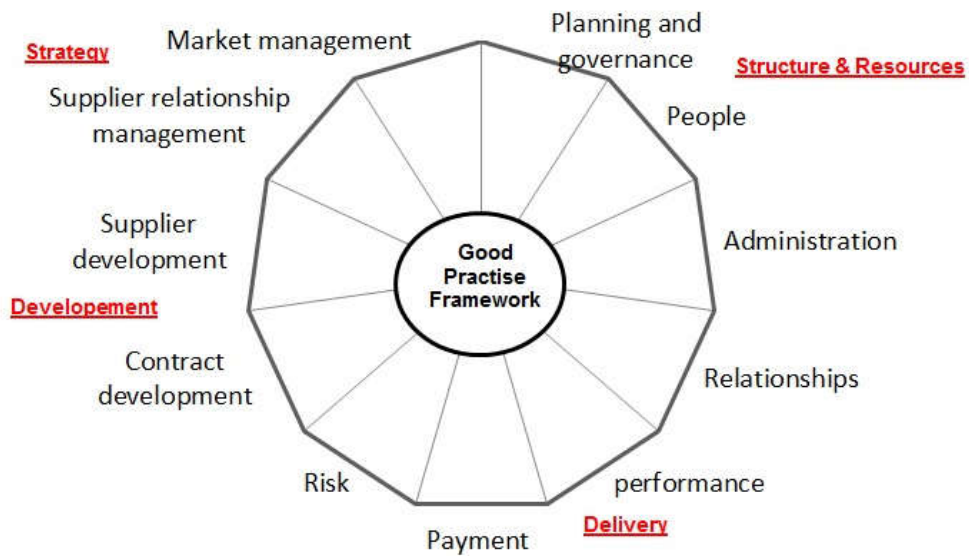 Market management
Planning and
governance
Strategy
Structure & Resources
Supplier relationship
management
People
Supplier
development
Good
Practise
Framework
Administration
Developement
Contract
development
Relationships
Risk
performance
Delivery
Payment